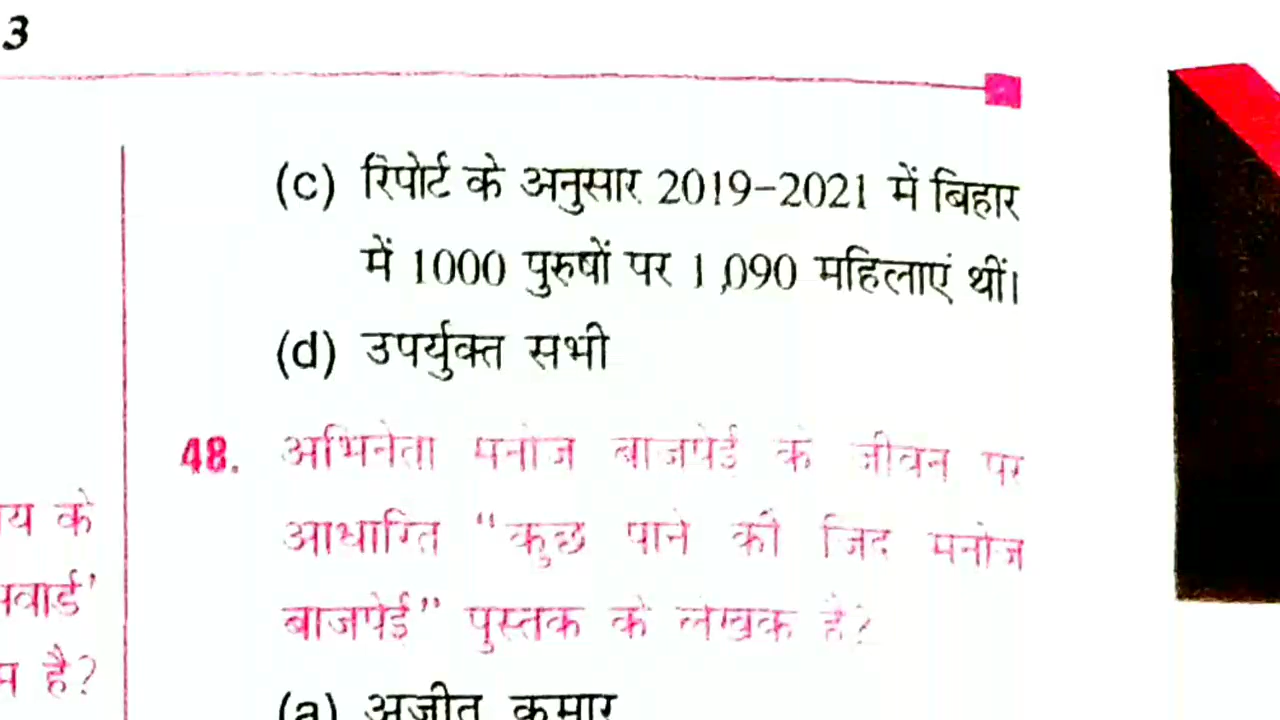 3
(c) रिपोर्ट के अनुसार 2019-2021 में बिहार
में 1000 पुरुषों पर 1,090 महिलाएं थीं।
(d) उपर्युक्त सभी
48. अभिनेता मनोज बाजपेई के जीवन पर
आधारित "कुछ पाने की जिद मनोज
बाजपेई" पुस्तक के लेखक है?
(a) अजीत कुमार
य के
है?